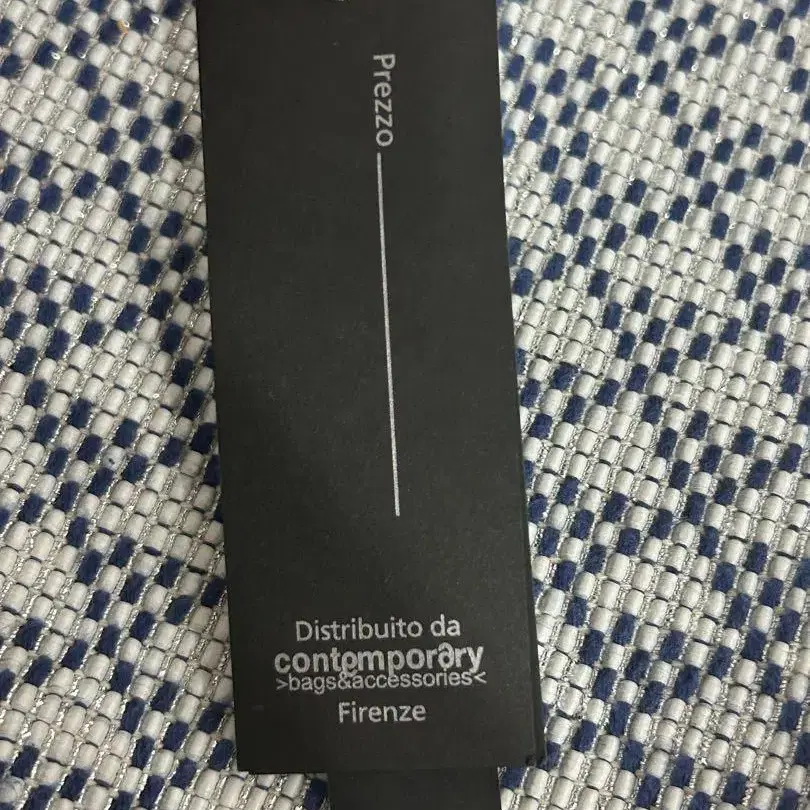 Prezzo
Distribuito da
contemporary
>bags&accessories<
Firenze